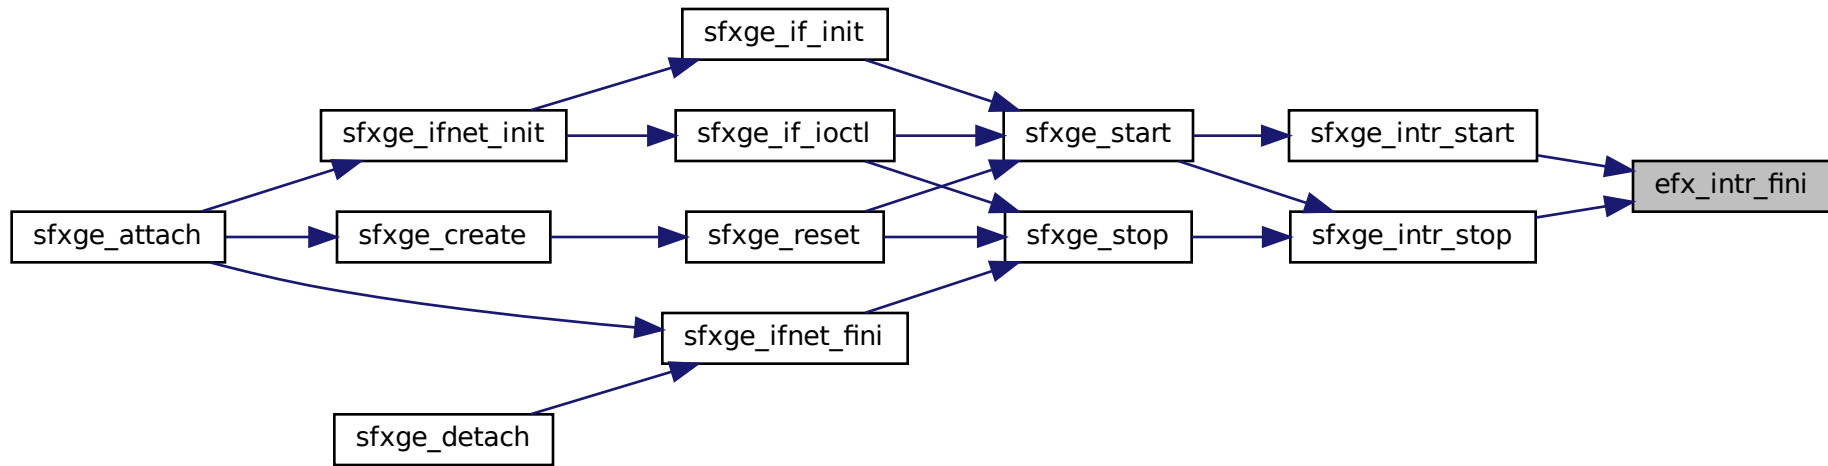 sfxge_if_init
sfxge_ifnet_init
sfxge_if_ioctl
sfxge_start
sfxge_intr_start
efx_intr_fini
sfxge_attach
sfxge_create
sfxge_reset
sfxge_stop
sfxge_intr_stop
sfxge_ifnet_fini
sfxge_detach